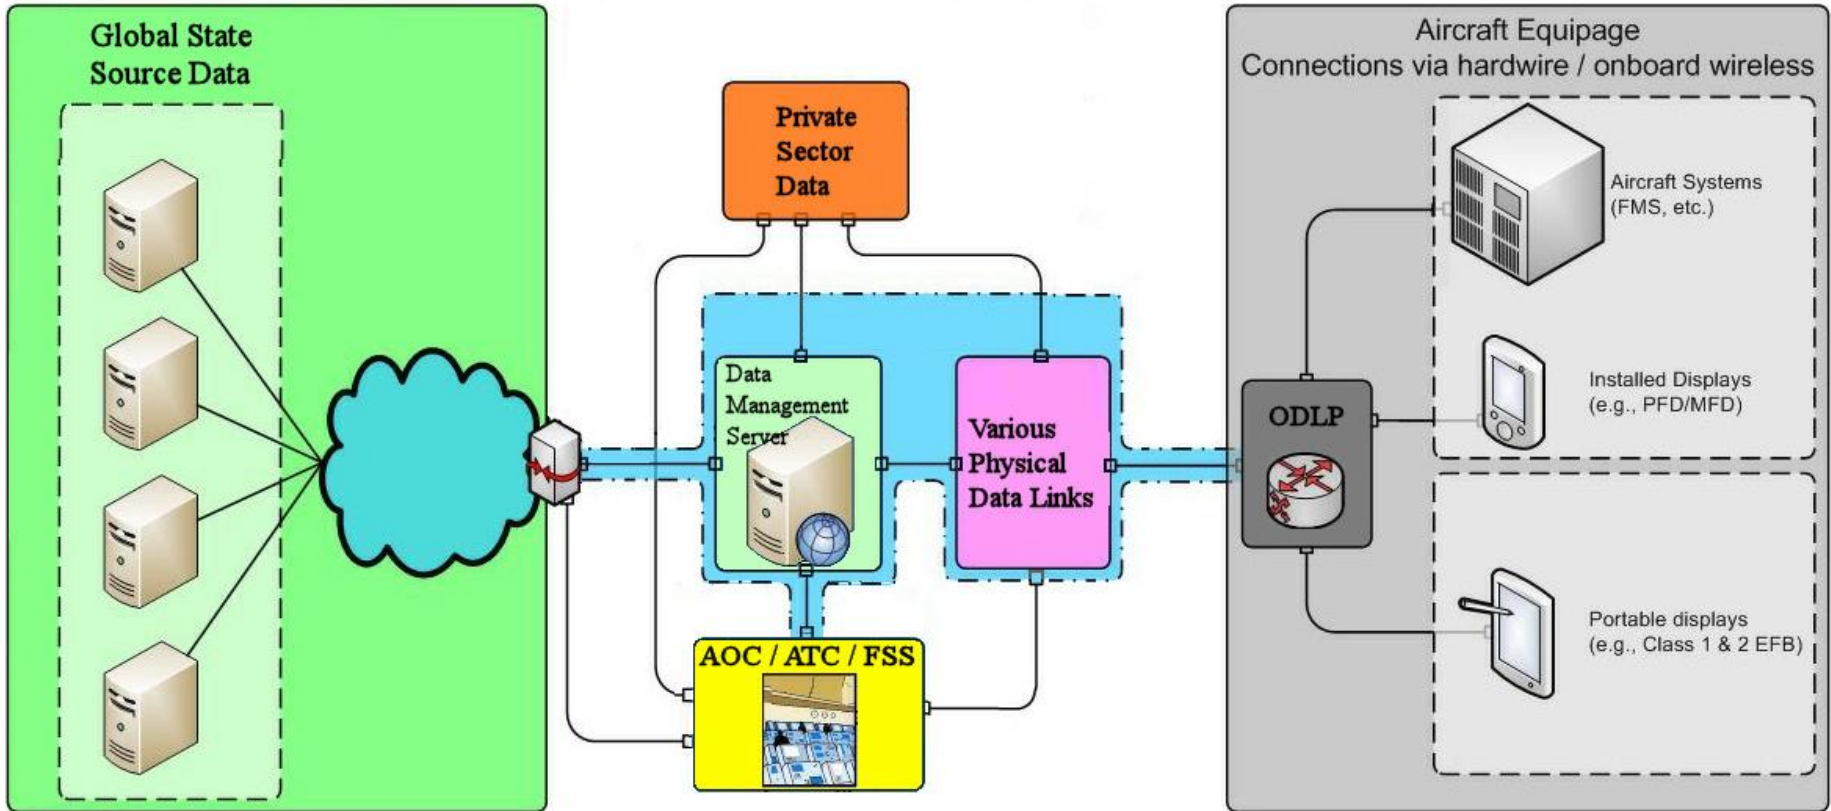 Global State
Source Data
Private
Sector
Data
Data
Management
Server
Various
Physical
Data Links
AOC / ATC / FSS
Aircraft Equipage
Connections via hardwire / onboard wireless
ODLP
Aircraft Systems
(FMS, etc.)
Installed Displays
(e.g., PFD/MFD)
Portable displays
(e.g., Class 1 & 2 EFB)